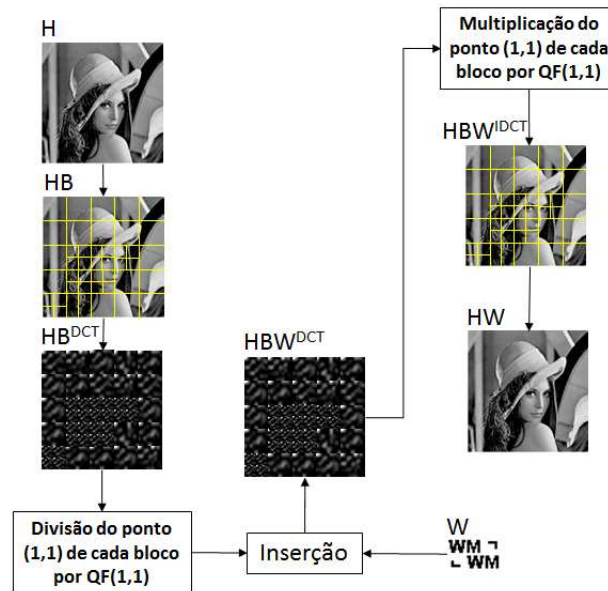 H
HB
HB^DCT
Divisão do ponto
(1,1) de cada bloco
por QF(1,1)
Inserção
W
WM
WM
HBW^DCT
Multiplicação do
ponto (1,1) de cada
bloco por QF(1,1)
HBW^IDCT
HW